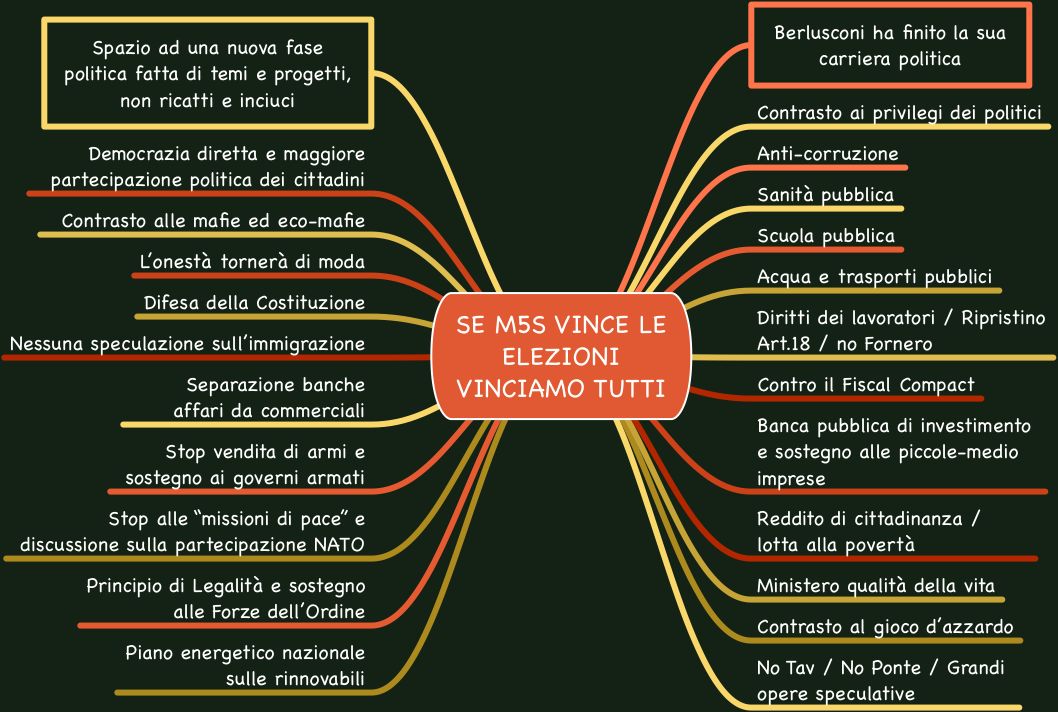 Spazio ad una nuova fase
politica fatta di temi e progetti,
non ricatti e inciuci
Democrazia diretta e maggiore
partecipazione politica dei cittadini
Contrasto alle mafie ed eco-mafie
L'onestà tornerà di moda
Difesa della Costituzione
Nessuna speculazione sull'immigrazione
Separazione banche
affari da commerciali
Stop vendita di armi e
sostegno ai governi armati
Stop alle "missioni di pace" e
discussione sulla partecipazione NATO
Principio di Legalità e sostegno
alle Forze dell'Ordine
Piano energetico nazionale
sulle rinnovabili
SE M5S VINCE LE
ELEZIONI
VINCIAMO TUTTI
Berlusconi ha finito la sua
carriera politica
Contrasto ai privilegi dei politici
Anti-corruzione
Sanità pubblica
Scuola pubblica
Acqua e trasporti pubblici
Diritti dei lavoratori / Ripristino
Art.18 / no Fornero
Contro il Fiscal Compact
Banca pubblica di investimento
e sostegno alle piccole-medio
imprese
Reddito di cittadinanza /
lotta alla povertà
Ministero qualità della vita
Contrasto al gioco d'azzardo
No Tav / No Ponte / Grandi
opere speculative